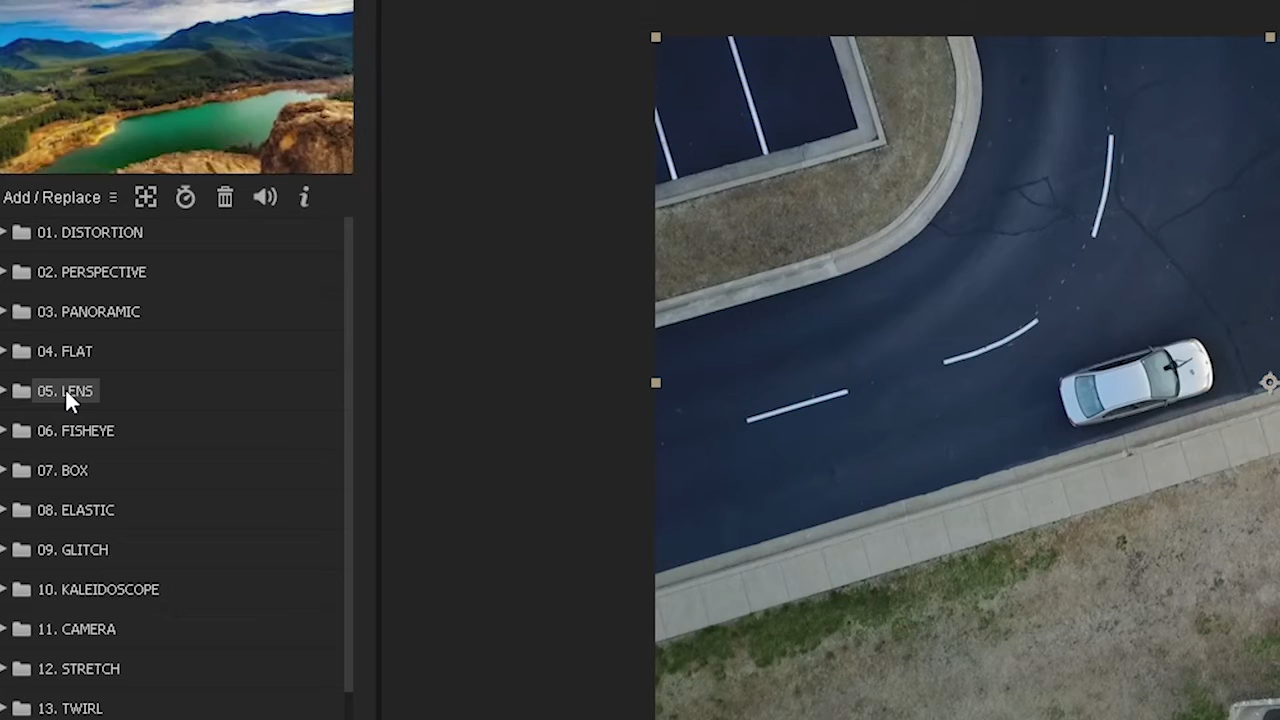 Add / Replace
01. DISTORTION
02. PERSPECTIVE
03. PANORAMIC
04. FLAT
05. LENS
06. FISHEYE
07. BOX
08. ELASTIC
09. GLITCH
10. KALEIDOSCOPE
11. CAMERA
12. STRETCH
13. TWIRL